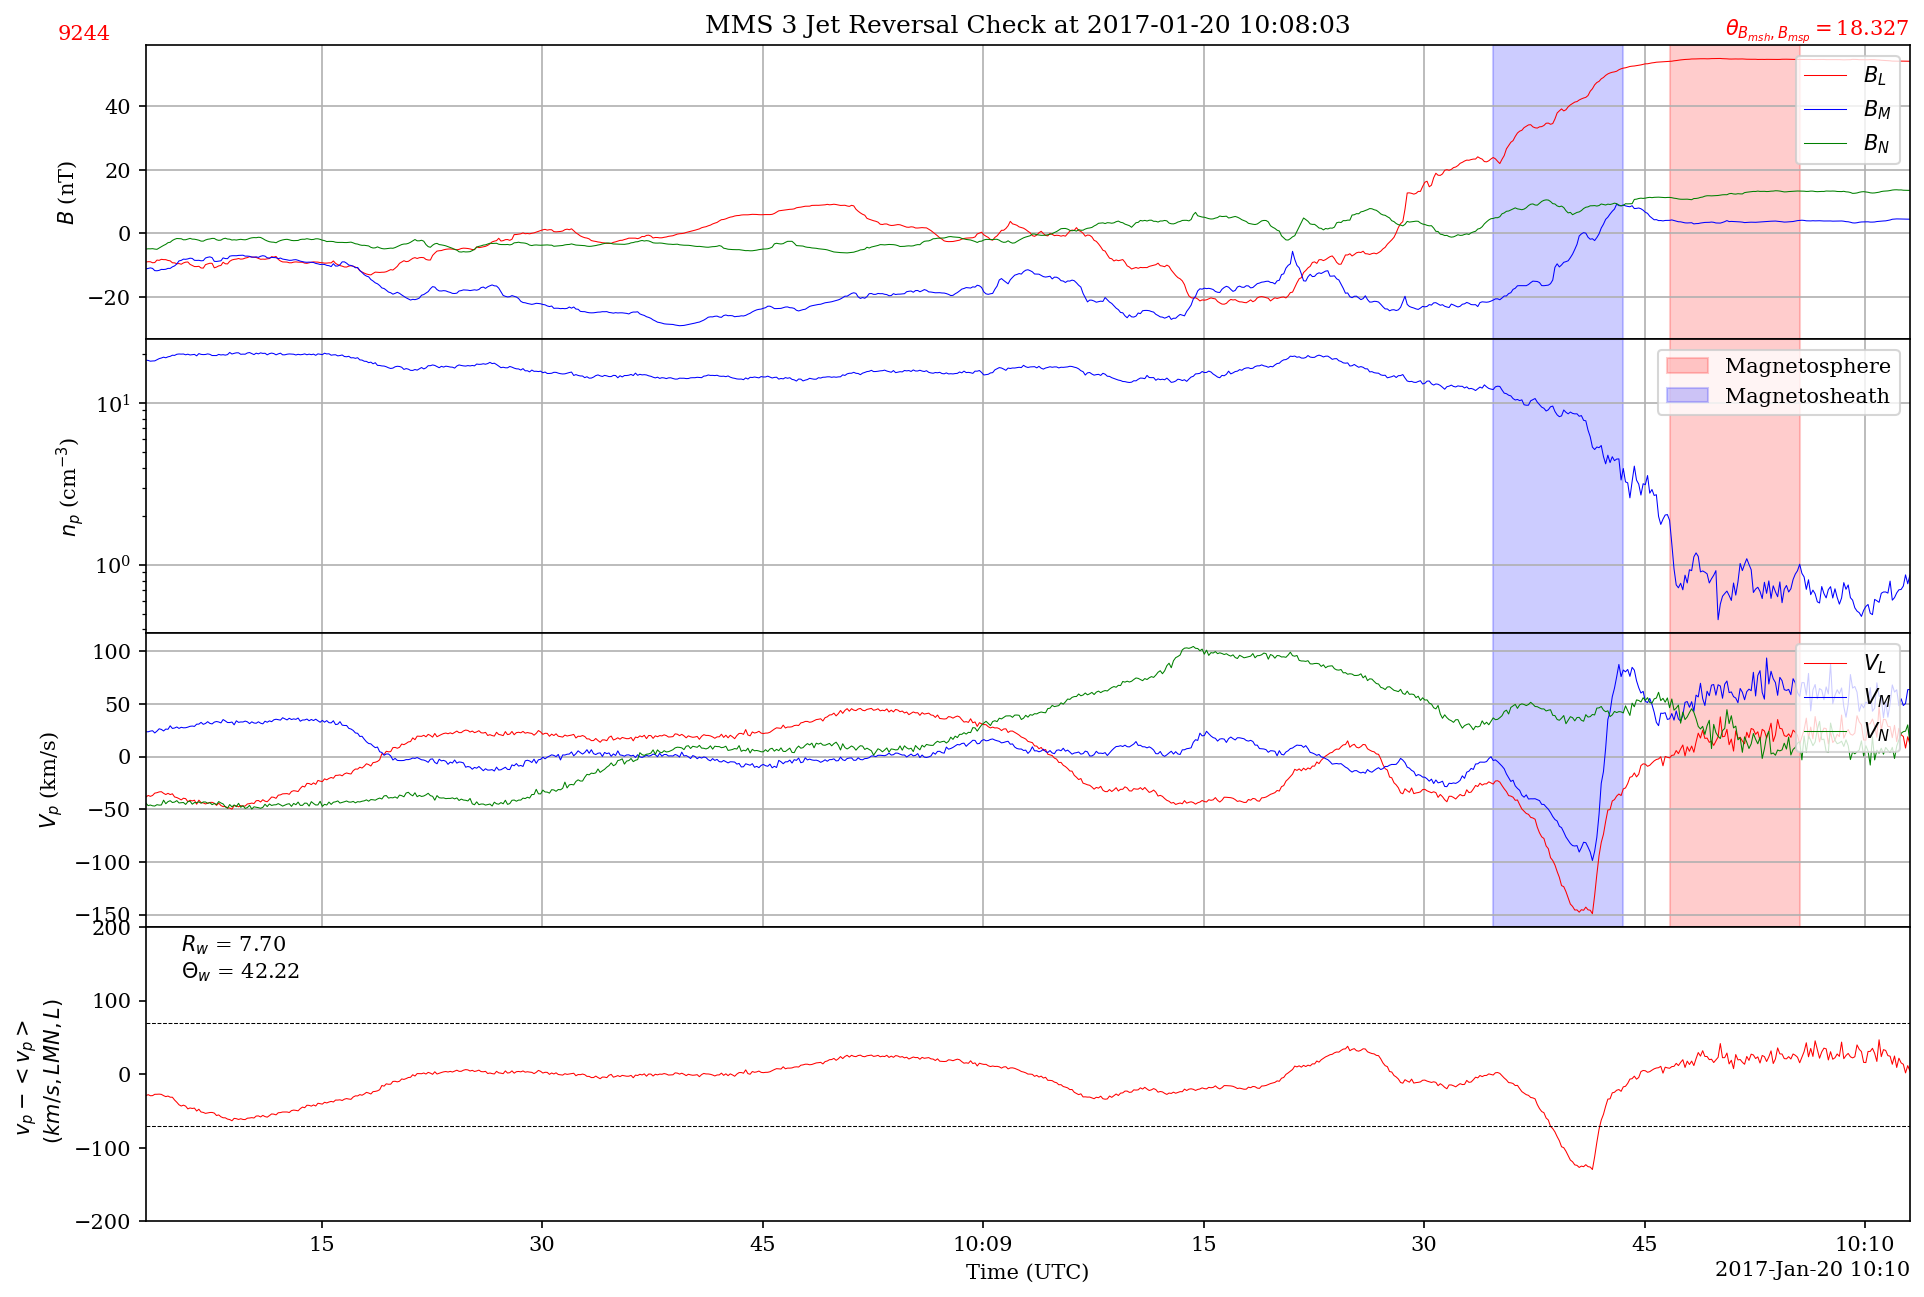 MMS 3 Jet Reversal Check at 2017-01-20 10:08:03
9244
θ_{B_{msh}, B_{msp}} = 18.327
B (nT)
40
20
0
−20
B_L
B_M
B_N
n_p (cm^{−3})
10^1
10^0
Magnetosphere
Magnetosheath
V_p (km/s)
100
50
0
−50
−100
−150
V_L
V_M
V_N
v_p − < v_p >
(km/s, LMN, L)
200
100
0
−100
−200
R_w = 7.70
Θ_w = 42.22
15 30 45 10:09 15 30 45 10:10
Time (UTC)
2017-Jan-20 10:10